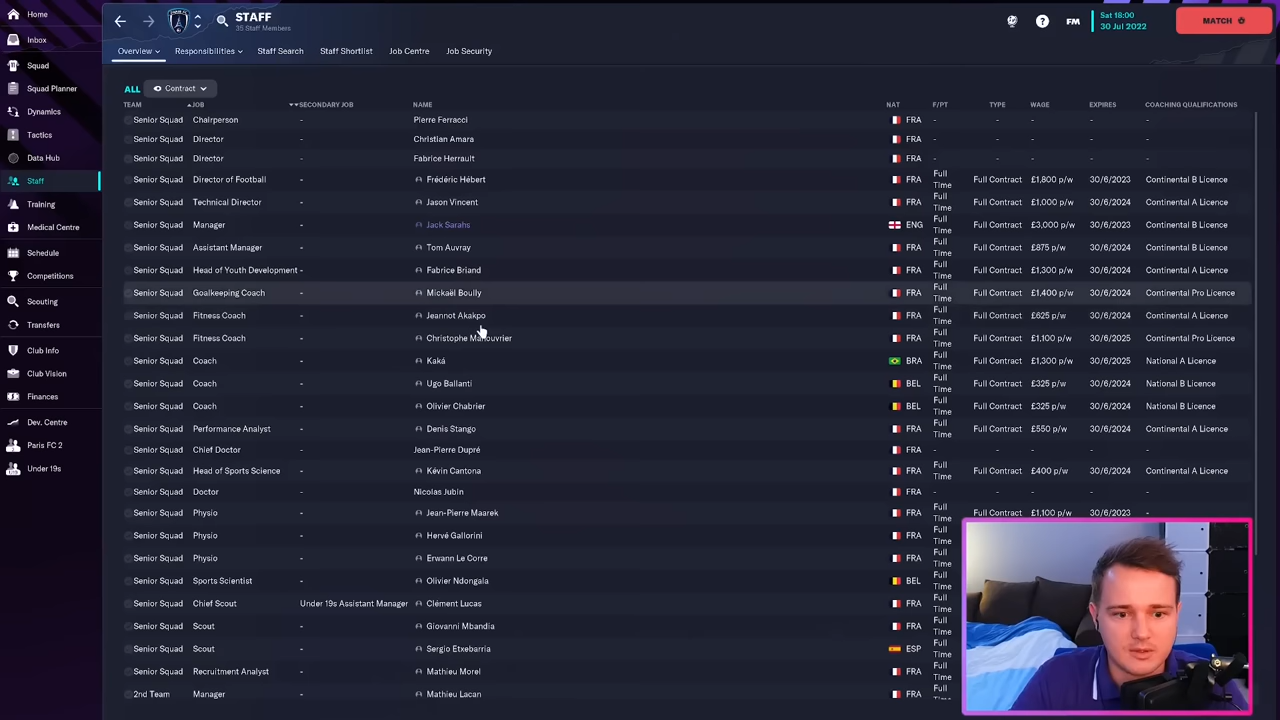 Home
STAFF
35 Staff Members
FM
Sat 18:00
30 Jul 2022
MATCH
Inbox
Squad
Squad Planner
Dynamics
Tactics
Data Hub
Staff
Training
Medical Centre
Schedule
Competitions
Scouting
Transfers
Club Info
Club Vision
Finances
Dev. Centre
Paris FC 2
Under 19s
Overview Responsibilities Staff Search Staff Shortlist Job Centre Job Security
ALL Contract
TEAM JOB SECONDARY JOB NAME NAT F/PT TYPE WAGE EXPIRES COACHING QUALIFICATIONS
Senior Squad Chairperson - Pierre Ferracci FRA - - - - -
Senior Squad Director - Christian Amara FRA - - - - -
Senior Squad Director - Fabrice Herrault FRA - - - - -
Senior Squad Director of Football - Frédéric Hébert FRA Full Time Full Contract £1,800 p/w 30/6/2023 Continental B Licence
Senior Squad Technical Director - Jason Vincent FRA Full Time Full Contract £1,000 p/w 30/6/2024 Continental A Licence
Senior Squad Manager - Jack Sarahs ENG Full Time Full Contract £3,000 p/w 30/6/2023 Continental B Licence
Senior Squad Assistant Manager - Tom Auvray FRA Full Time Full Contract £875 p/w 30/6/2024 Continental B Licence
Senior Squad Head of Youth Development - Fabrice Briand FRA Full Time Full Contract £1,300 p/w 30/6/2024 Continental A Licence
Senior Squad Goalkeeping Coach - Mickaël Boully FRA Full Time Full Contract £1,400 p/w 30/6/2024 Continental Pro Licence
Senior Squad Fitness Coach - Jeannot Akakpo FRA Full Time Full Contract £625 p/w 30/6/2024 Continental A Licence
Senior Squad Fitness Coach - Christophe Manouvrier FRA Full Time Full Contract £1,100 p/w 30/6/2025 Continental Pro Licence
Senior Squad Coach - Kaká BRA Full Time Full Contract £1,300 p/w 30/6/2025 National A Licence
Senior Squad Coach - Ugo Ballanti BEL Full Time Full Contract £325 p/w 30/6/2024 National B Licence
Senior Squad Coach - Olivier Chabrier BEL Full Time Full Contract £325 p/w 30/6/2024 National B Licence
Senior Squad Performance Analyst - Denis Stango FRA Full Time Full Contract £550 p/w 30/6/2024 Continental A Licence
Senior Squad Chief Doctor - Jean-Pierre Dupré FRA - - - - -
Senior Squad Head of Sports Science - Kévin Cantona FRA Full Time Full Contract £400 p/w 30/6/2024 Continental A Licence
Senior Squad Doctor - Nicolas Jubin FRA - - - - -
Senior Squad Physio - Jean-Pierre Maarek FRA Full Time Full Contract £1,100 p/w 30/6/2023 -
Senior Squad Physio - Hervé Gallorini FRA Full Time
Senior Squad Physio - Erwann Le Corre FRA Full Time
Senior Squad Sports Scientist - Olivier Ndongala BEL Full Time
Senior Squad Chief Scout Under 19s Assistant Manager Clément Lucas FRA Full Time
Senior Squad Scout - Giovanni Mbandia FRA Full Time
Senior Squad Scout - Sergio Etxebarria ESP Full Time
Senior Squad Recruitment Analyst - Mathieu Morel FRA Full Time
2nd Team Manager - Mathieu Lacan FRA Full Time